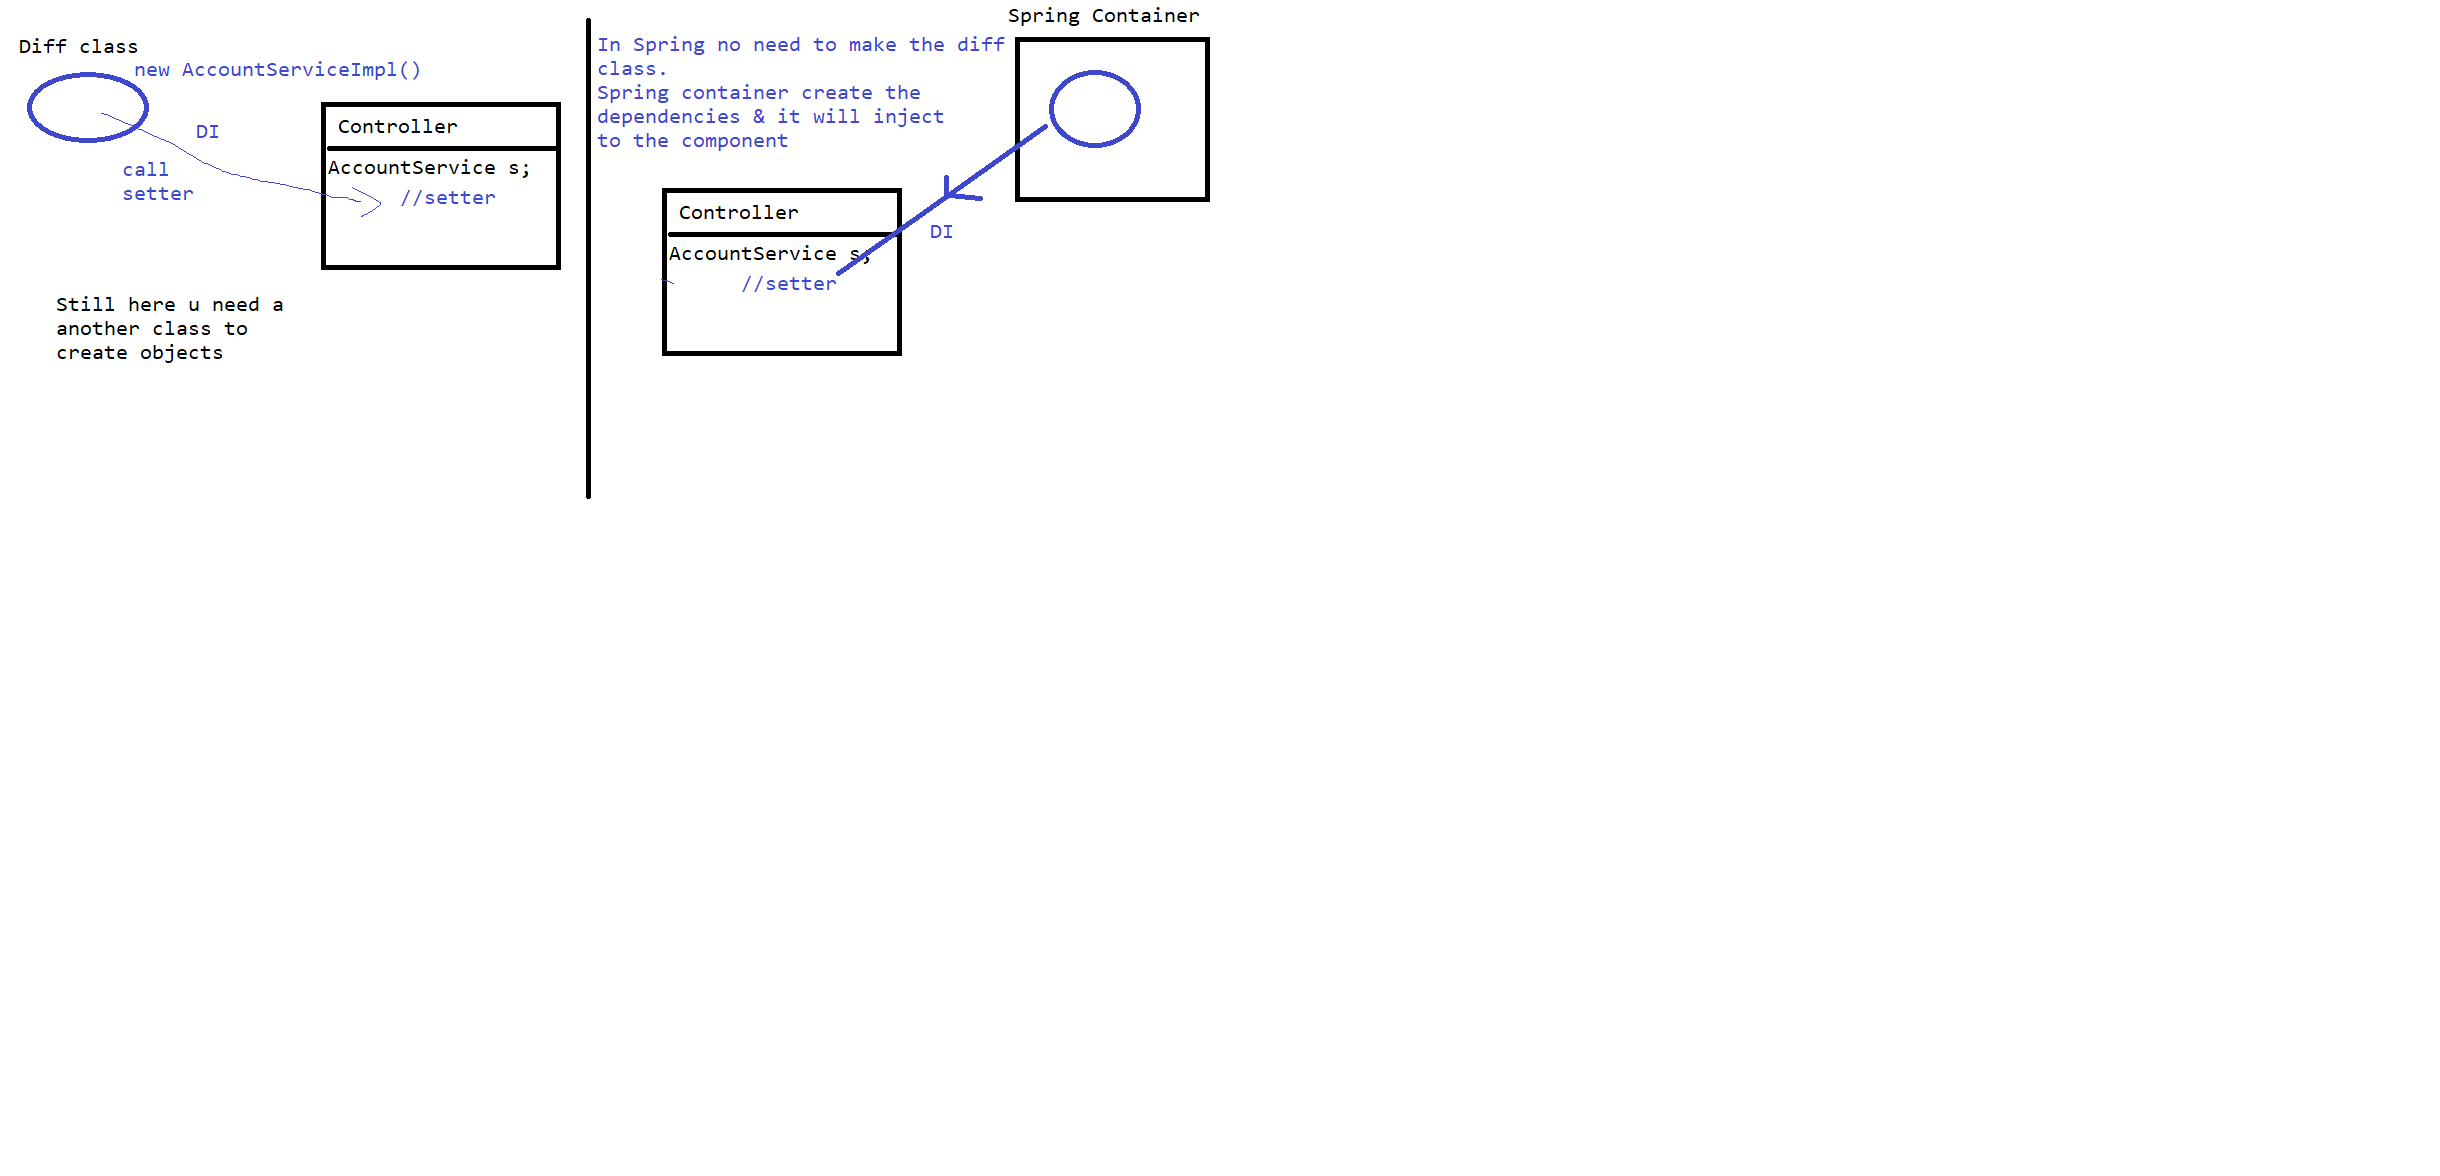 Diff class
new AccountServiceImpl()
DI
call
setter
Controller
AccountService s;
//setter
Still here u need a
another class to
create objects
Spring Container
In Spring no need to make the diff
class.
Spring container create the
dependencies & it will inject
to the component
Controller
AccountService s;
//setter
DI